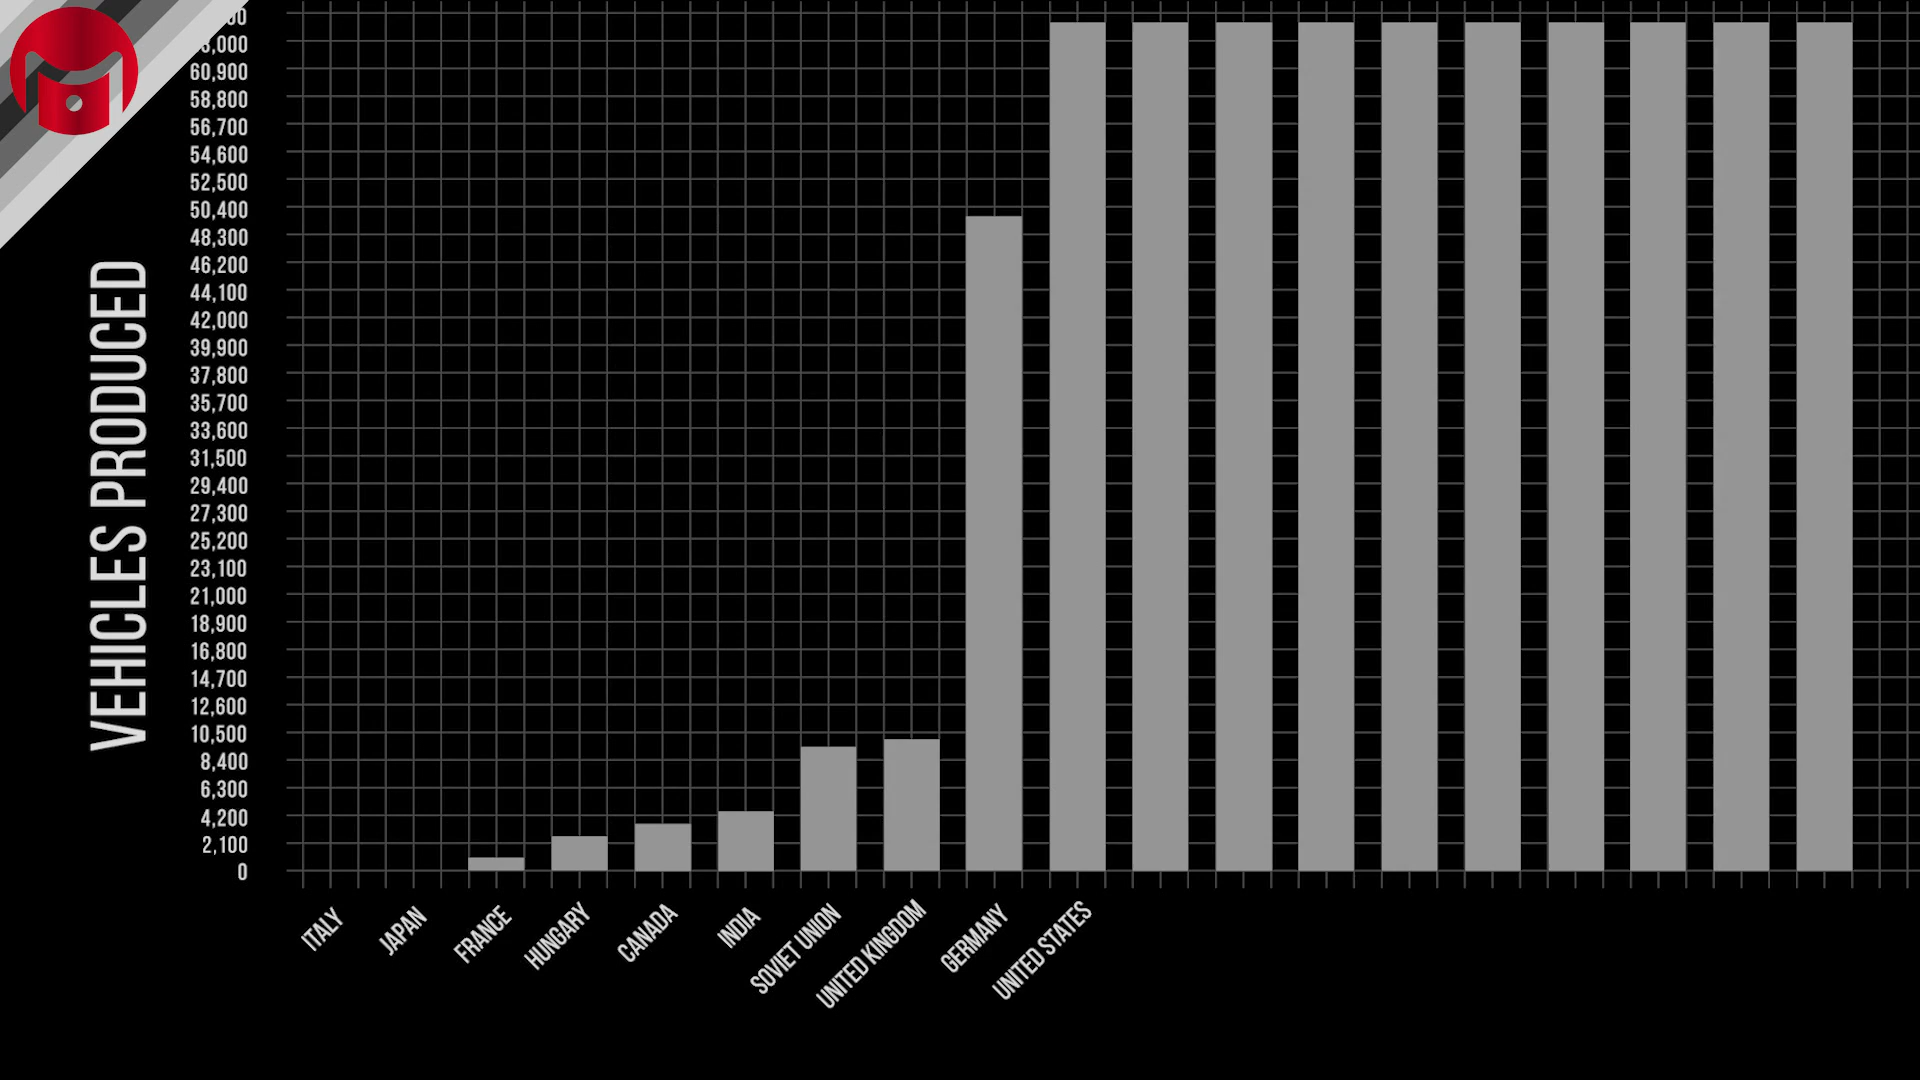 VEHICLES PRODUCED
60,900
58,800
56,700
54,600
52,500
50,400
48,300
46,200
44,100
42,000
39,900
37,800
35,700
33,600
31,500
29,400
27,300
25,200
23,100
21,000
18,900
16,800
14,700
12,600
10,500
8,400
6,300
4,200
2,100
0
ITALY
JAPAN
FRANCE
HUNGARY
CANADA
INDIA
SOVIET UNION
UNITED KINGDOM
GERMANY
UNITED STATES